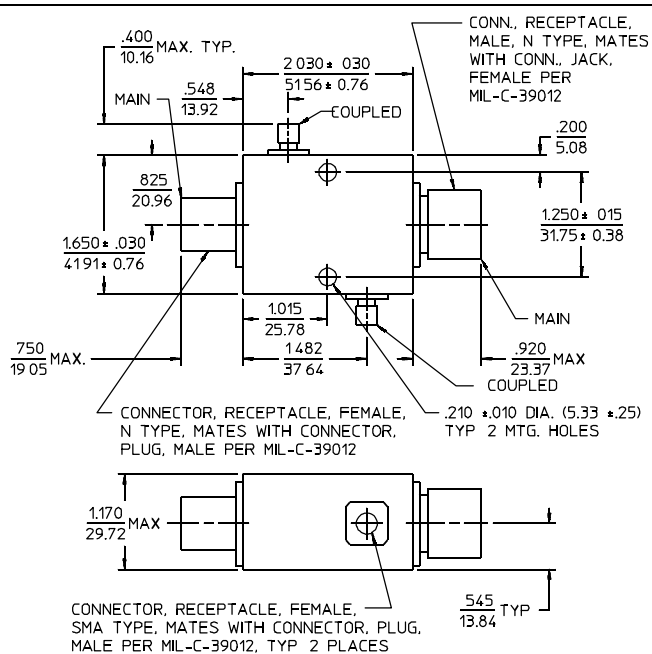 CONN., RECEPTACLE,
MALE, N TYPE, MATES
WITH CONN., JACK,
FEMALE PER
MIL-C-39012
.400
10.16 MAX. TYP.
2 030± 030
5156 ± 0.76
.548
13.92
MAIN
COUPLED
.200
5.08
825
20.96
1.650 ± .030
4191 ± 0.76
1.250 ± 015
31.75 ± 0.38
1.015
25.78
MAIN
.750
19 05 MAX.
1 482
37 64
.920
23.37 MAX
COUPLED
CONNECTOR, RECEPTACLE, FEMALE,
N TYPE, MATES WITH CONNECTOR,
PLUG, MALE PER MIL-C-39012
.210 ±.010 DIA. (5.33 ±.25)
TYP 2 MTG. HOLES
1.170
29.72 MAX
545
13.84 TYP
CONNECTOR, RECEPTACLE, FEMALE,
SMA TYPE, MATES WITH CONNECTOR, PLUG,
MALE PER MIL-C-39012, TYP 2 PLACES